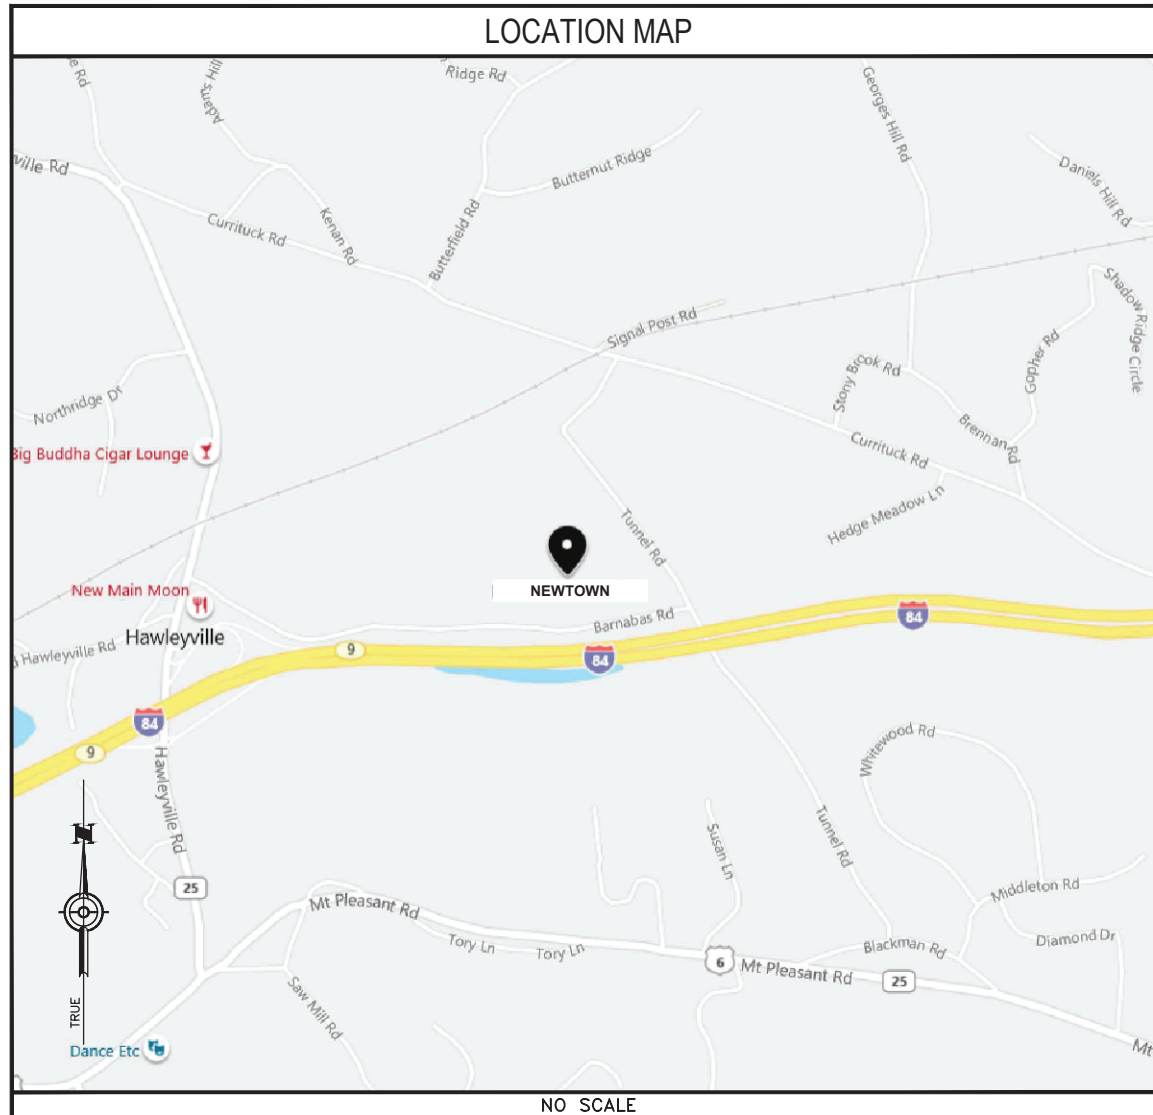 LOCATION MAP
e Rd
Adams Hill
Ridge Rd
Georges Hill Rd
ville Rd
Butternut Ridge
Daniels Hill Rd
Currituck Rd
Kenan Rd
Butterfield Rd
Signal Post Rd
Shadow Ridge Circle
Gopher Rd
Northridge Dr
Stony Brook Rd
Big Buddha Cigar Lounge
Brennan Rd
Currituck Rd
Hedge Meadow Ln
Tunnel Rd
New Main Moon
NEWTOWN
Barnabas Rd
Hawleyville
84
d Hawleyville Rd
9
84
84
9
Hawleyville Rd
Whitewood Rd
N
Susan Ln
Tunnel Rd
25
Mt Pleasant Rd
Middleton Rd
Tory Ln
Tory Ln
Blackman Rd
Diamond Dr
6
Mt Pleasant Rd
25
TRUE
Saw Mill Rd
Dance Etc
Mt
NO SCALE